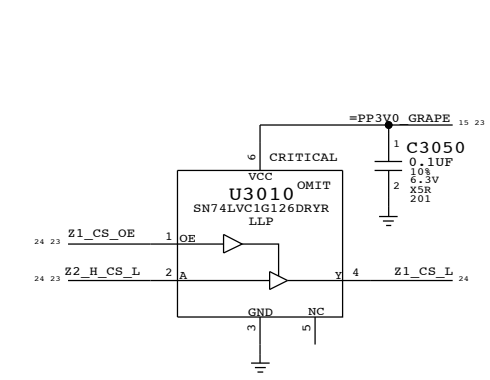 =PP3V0_GRAPE 15 23
1 C3050
0.1UF
10%
6.3V
2 X5R
201
6 CRITICAL
VCC
OMIT
U3010
SN74LVC1G126DRYR
LLP
24 23 Z1_CS_OE 1 OE
24 23 Z2_H_CS_L 2 A
Y 4 Z1_CS_L 24
GND NC
3 5